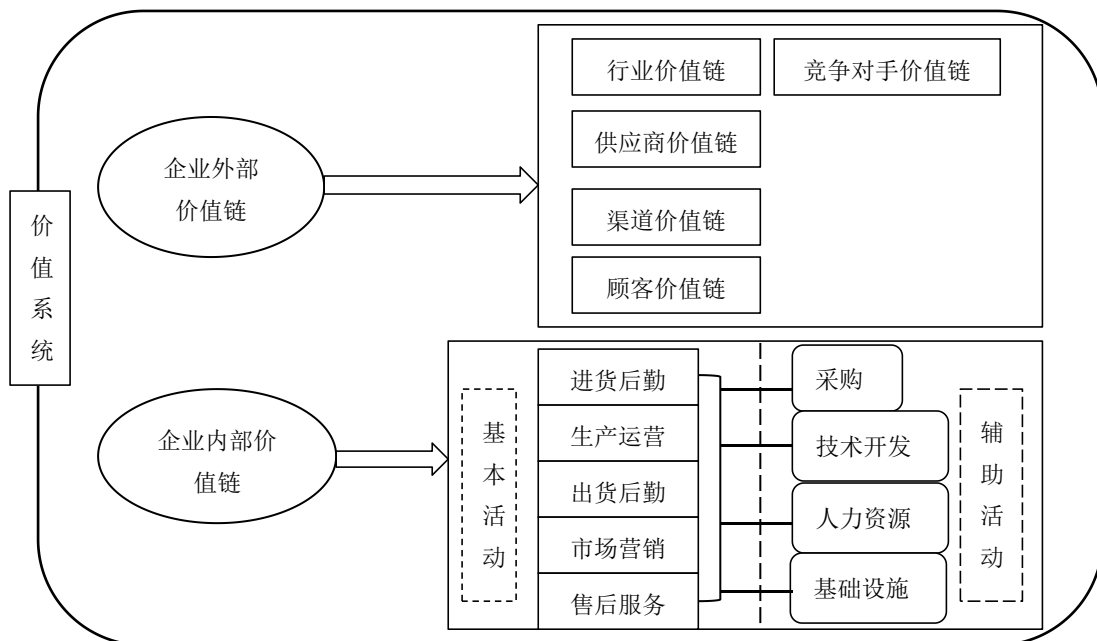 价值系统
企业外部
价值链
行业价值链
竞争对手价值链
供应商价值链
渠道价值链
顾客价值链
企业内部价
值链
基本活动
进货后勤
生产运营
出货后勤
市场营销
售后服务
采购
技术开发
人力资源
基础设施
辅助活动